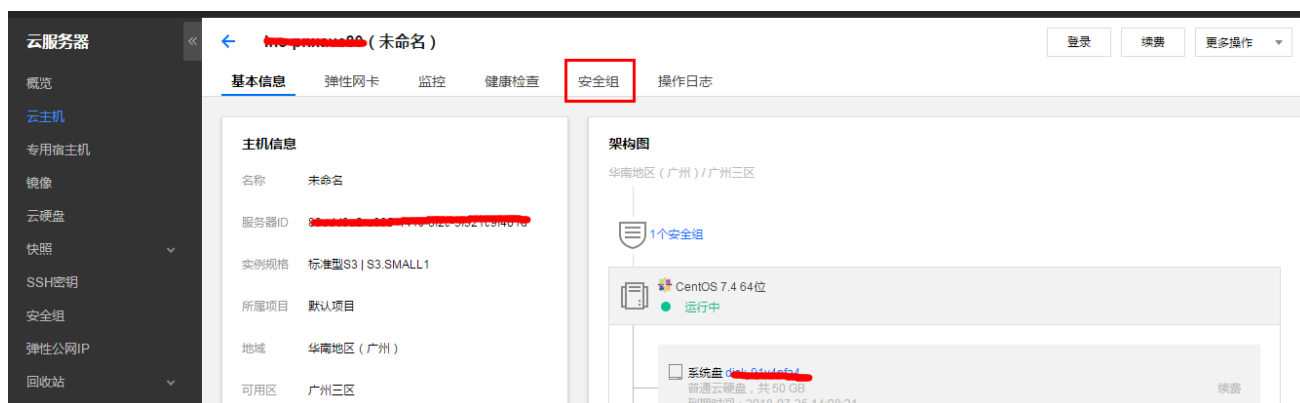 云服务器
概览
云主机
专用宿主机
镜像
云硬盘
快照
SSH密钥
安全组
弹性公网IP
回收站
(未命名)
登录
续费
更多操作
基本信息
弹性网卡
监控
健康检查
安全组
操作日志
主机信息
名称 未命名
服务器ID
实例规格 标准型S3 | S3.SMALL1
所属项目 默认项目
地域 华南地区(广州)
可用区 广州三区
架构图
华南地区(广州)/广州三区
1个安全组
CentOS 7.4 64位
运行中
系统盘
普通云硬盘,共 50 GB
续费